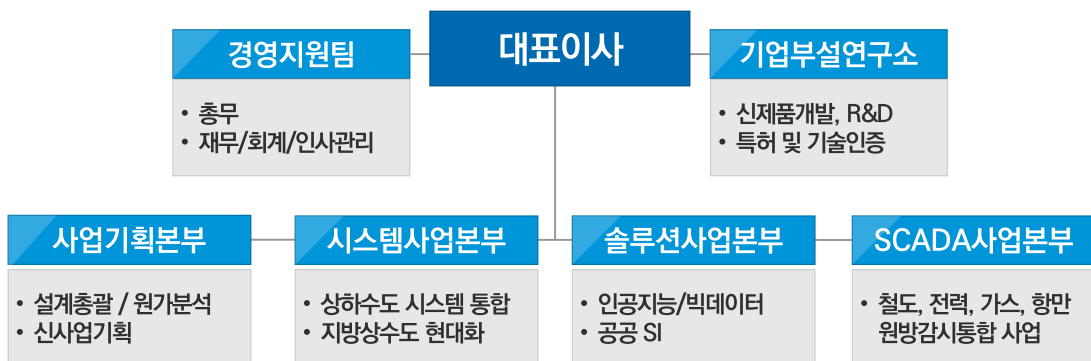 대표이사
경영지원팀
• 총무
• 재무/회계/인사관리
기업부설연구소
• 신제품개발, R&D
• 특허 및 기술인증
사업기획본부
• 설계총괄 / 원가분석
• 신사업기획
시스템사업본부
• 상하수도 시스템 통합
• 지방상수도 현대화
솔루션사업본부
• 인공지능/빅데이터
• 공공 SI
SCADA사업본부
• 철도, 전력, 가스, 항만
원방감시통합 사업